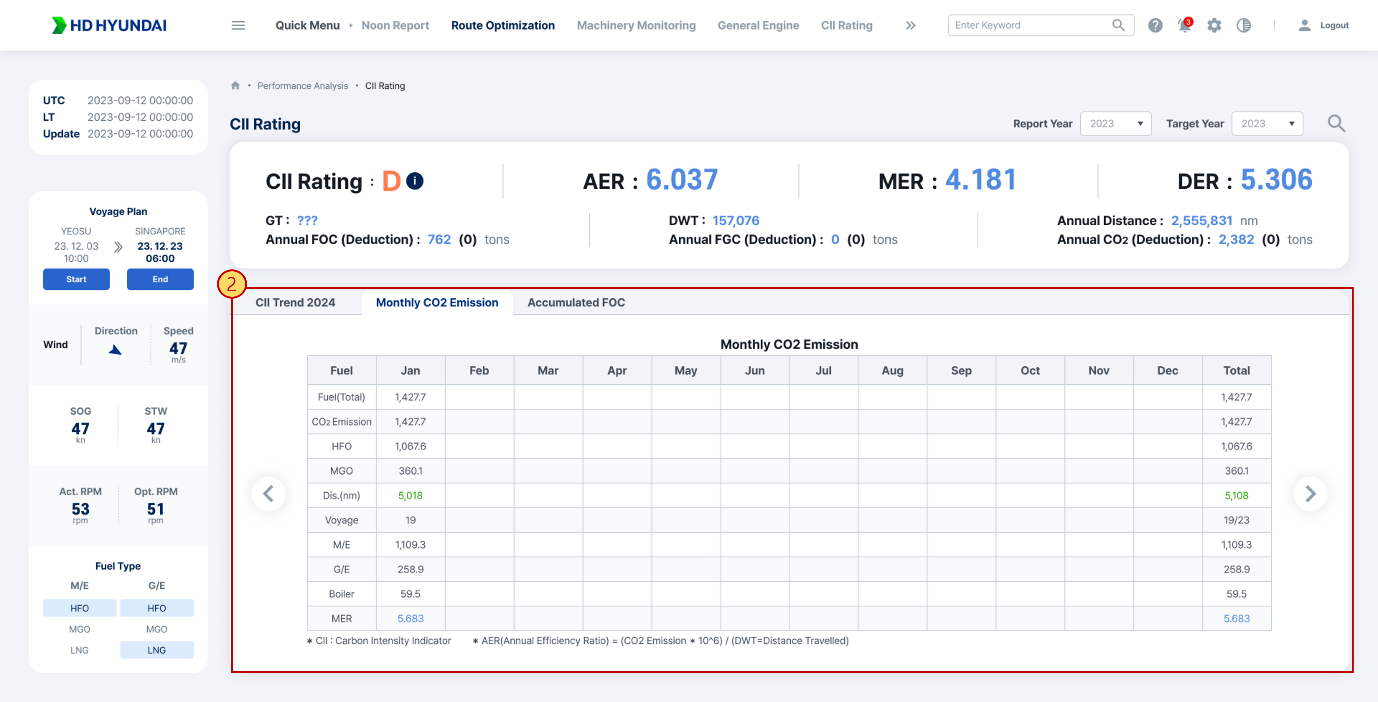 HD HYUNDAI
Quick Menu ‣ Noon Report Route Optimization Machinery Monitoring General Engine CII Rating
Enter Keyword
3
Logout
UTC 2023-09-12 00:00:00
LT 2023-09-12 00:00:00
Update 2023-09-12 00:00:00
Voyage Plan
YEOSU SINGAPORE
23. 12. 03 23. 12. 23
10:00 06:00
Start End
Wind Direction Speed
47
m/s
SOG STW
47 47
kn kn
Act. RPM Opt. RPM
53 51
rpm rpm
Fuel Type
M/E G/E
HFO HFO
MGO MGO
LNG LNG
• Performance Analysis • CII Rating
CII Rating
Report Year 2023 Target Year 2023
CII Rating : D i AER : 6.037 MER : 4.181 DER : 5.306
GT : ??? DWT : 157,076 Annual Distance : 2,555,831 nm
Annual FOC (Deduction) : 762 (0) tons Annual FGC (Deduction) : 0 (0) tons Annual CO2 (Deduction) : 2,382 (0) tons
2
CII Trend 2024 Monthly CO2 Emission Accumulated FOC
Monthly CO2 Emission
Fuel Jan Feb Mar Apr May Jun Jul Aug Sep Oct Nov Dec Total
Fuel(Total) 1,427.7 1,427.7
CO2 Emission 1,427.7 1,427.7
HFO 1,067.6 1,067.6
MGO 360.1 360.1
Dis.(nm) 5,018 5,108
Voyage 19 19/23
M/E 1,109.3 1,109.3
G/E 258.9 258.9
Boiler 59.5 59.5
MER 5.683 5.683
* CII : Carbon Intensity Indicator * AER(Annual Efficiency Ratio) = (CO2 Emission * 10^6) / (DWT=Distance Travelled)